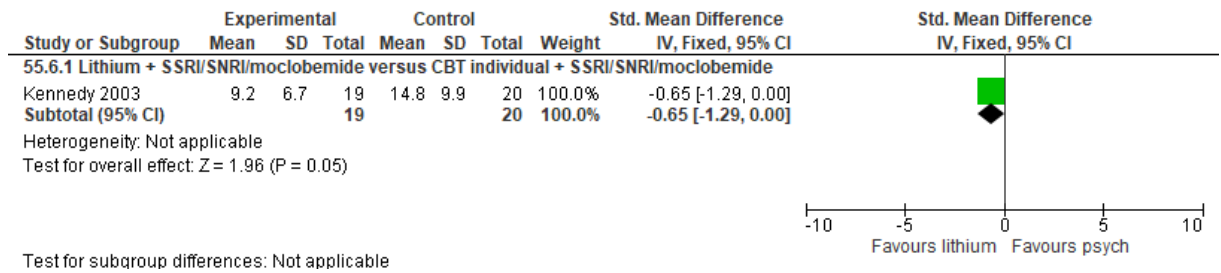 Experimental Control Std. Mean Difference Std. Mean Difference
Study or Subgroup Mean SD Total Mean SD Total Weight IV, Fixed, 95% CI IV, Fixed, 95% CI
55.6.1 Lithium + SSRI/SNRI/moclobemide versus CBT individual + SSRI/SNRI/moclobemide
Kennedy 2003 9.2 6.7 19 14.8 9.9 20 100.0% -0.65 [-1.29, 0.00]
Subtotal (95% CI) 19 20 100.0% -0.65 [-1.29, 0.00]
Heterogeneity: Not applicable
Test for overall effect: Z = 1.96 (P = 0.05)
-10 -5 0 5 10
Favours lithium Favours psych
Test for subgroup differences: Not applicable